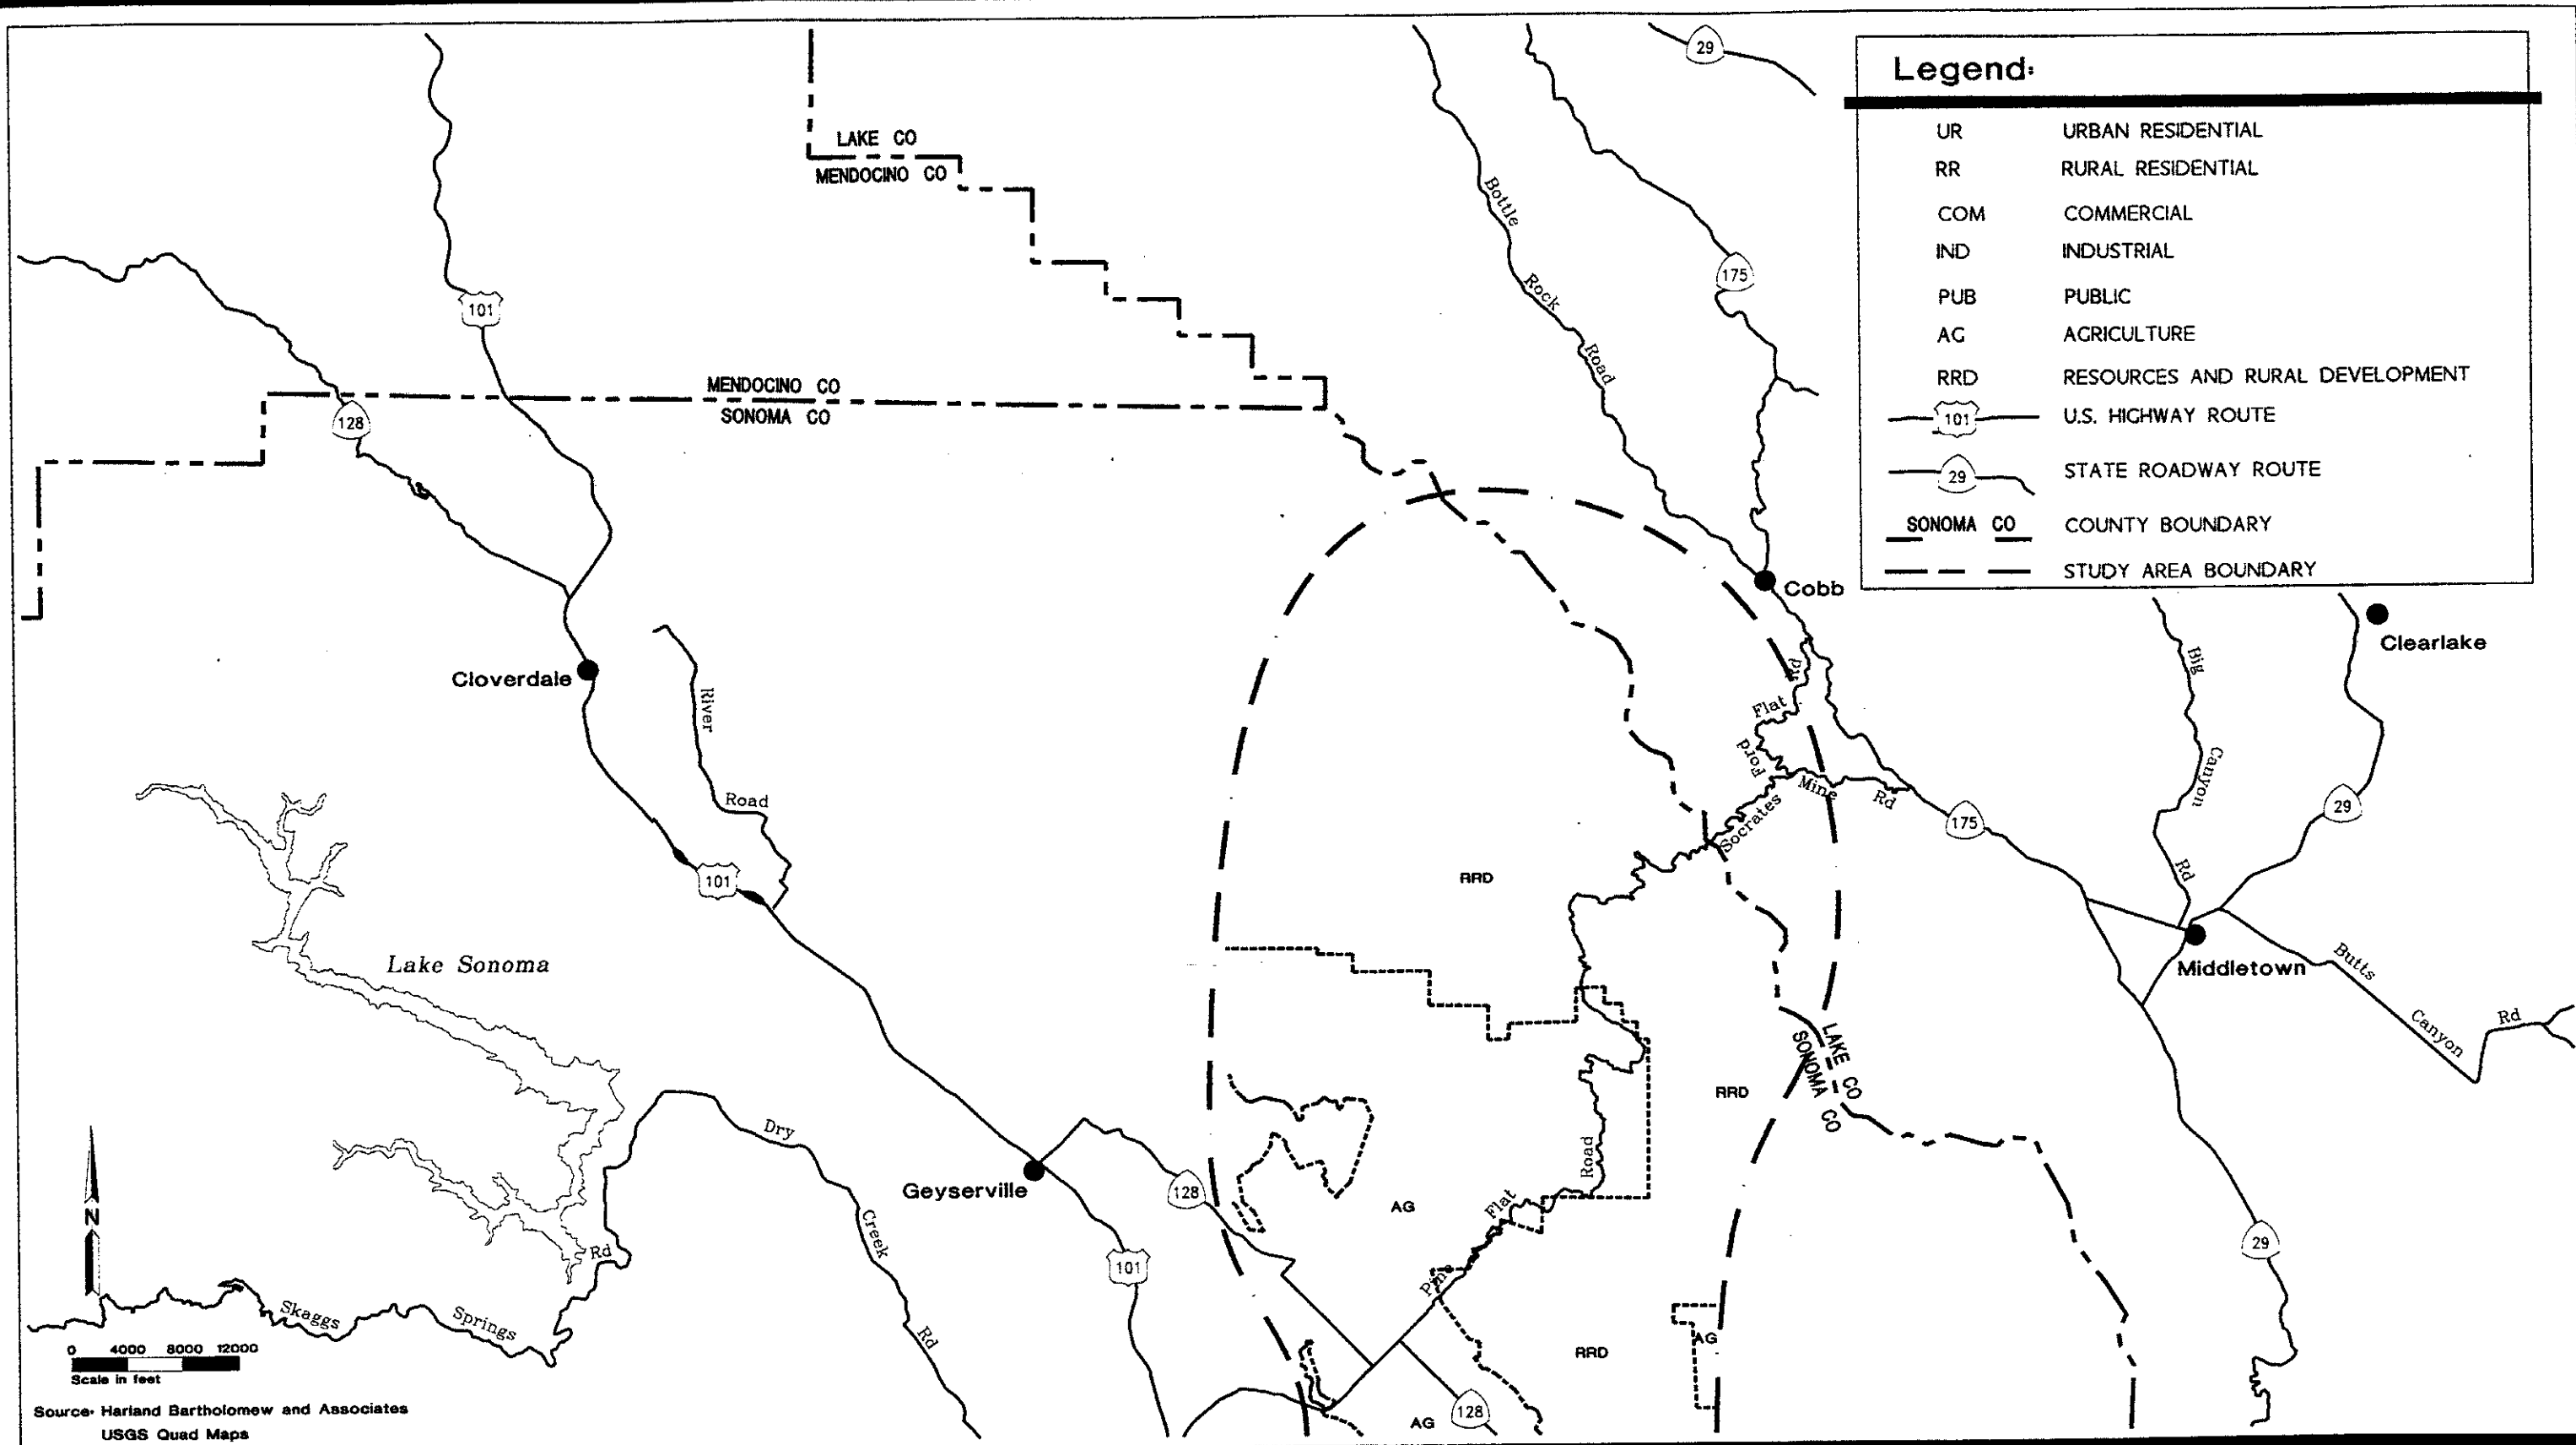 Legend:
UR URBAN RESIDENTIAL
RR RURAL RESIDENTIAL
COM COMMERCIAL
IND INDUSTRIAL
PUB PUBLIC
AG AGRICULTURE
RRD RESOURCES AND RURAL DEVELOPMENT
101 U.S. HIGHWAY ROUTE
29 STATE ROADWAY ROUTE
SONOMA CO COUNTY BOUNDARY
STUDY AREA BOUNDARY
29
LAKE CO
MENDOCINO CO
Bottle
Rock
Road
175
101
MENDOCINO CO
SONOMA CO
128
Cobb
Clearlake
Cloverdale
River
Road
Rd
Flat
Ford
Big
Canyon
Rd
Socrates
Mine
Rd
175
29
101
RRD
Lake Sonoma
Middletown
Butts
Canyon
Rd
LAKE CO
SONOMA CO
RRD
Dry
Creek
Rd
Geyserville
128
AG
Pine
Flat
Road
N
Skaggs
Springs
Rd
101
29
RRD
AG
AG
128
0 4000 8000 12000
Scale in feet
Source: Harland Bartholomew and Associates
USGS Quad Maps